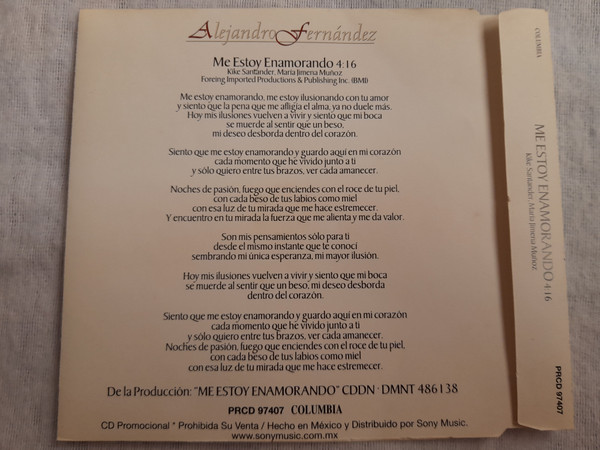 Alejandro Fernández
Me Estoy Enamorando 4:16
Kike Santander, María Jimena Muñoz
Foreing Imported Productions & Publishing Inc. (BMI)
Me estoy enamorando, me estoy ilusionando con tu amor
y siento que la pena que me afligía el alma, ya no duele más.
Hoy mis ilusiones vuelven a vivir y siento que mi boca
se muerde al sentir que un beso,
mi deseo desborda dentro del corazón.
Siento que me estoy enamorando y guardo aquí en mi corazón
cada momento que he vivido junto a ti
y sólo quiero entre tus brazos, ver cada amanecer.
Noches de pasión, fuego que enciendes con el roce de tu piel,
con cada beso de tus labios como miel
con esa luz de tu mirada que me hace estremecer.
Y encuentro en tu mirada la fuerza que me alienta y me da valor.
Son mis pensamientos sólo para ti
desde el mismo instante que te conocí
sembrando mi única esperanza, mi mayor ilusión.
Hoy mis ilusiones vuelven a vivir y siento que mi boca
se muerde al sentir que un beso, mi deseo desborda
dentro del corazón.
Siento que me estoy enamorando y guardo aquí en mi corazón
cada momento que he vivido junto a ti
y sólo quiero entre tus brazos, ver cada amanecer.
Noches de pasión, fuego que enciendes con el roce de tu piel,
con cada beso de tus labios como miel
con esa luz de tu mirada que me hace estremecer.
De la Producción: "ME ESTOY ENAMORANDO" CDDN · DMNT 486138
PRCD 97407 COLUMBIA
CD Promocional * Prohibida Su Venta / Hecho en México y Distribuido por Sony Music.
www.sonymusic.com.mx
COLUMBIA
ME ESTOY ENAMORANDO 4:16
Kike Santander, María Jimena Muñoz
PRCD 97407